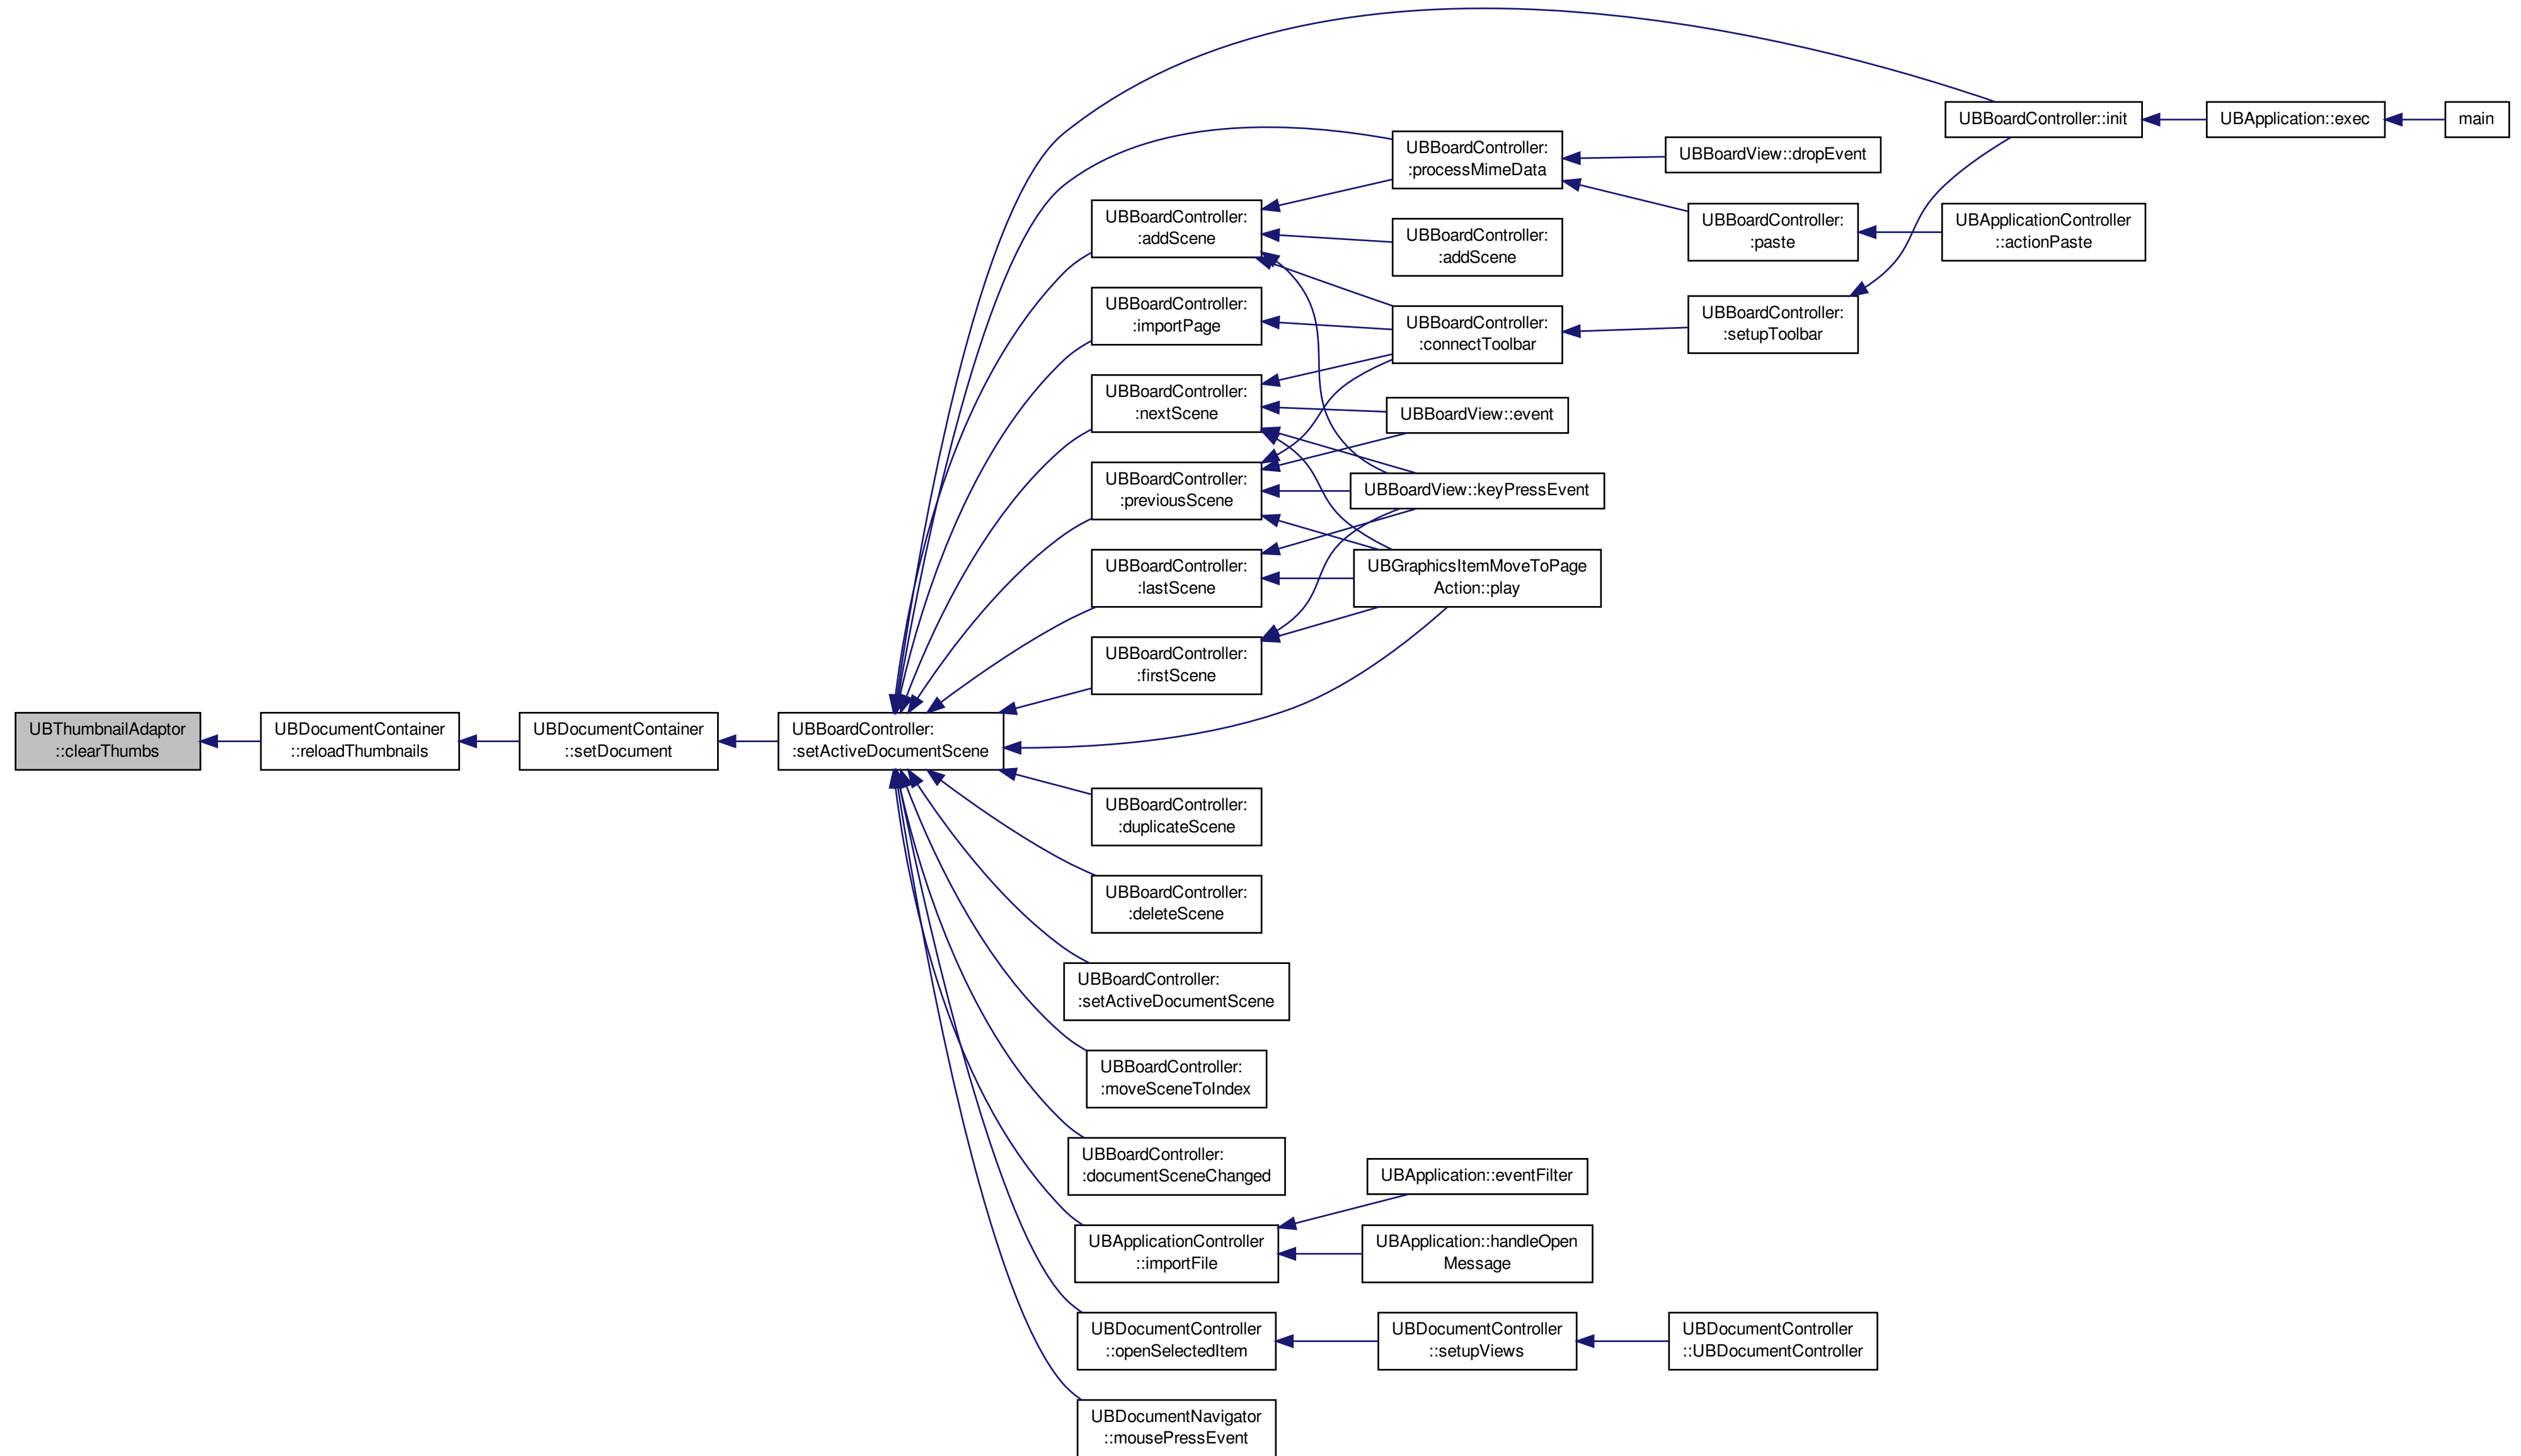 UBThumbnailAdaptor
::clearThumbs
UBDocumentContainer
::reloadThumbnails
UBDocumentContainer
::setDocument
UBBoardController:
:setActiveDocumentScene
UBBoardController::init
UBApplication::exec
main
UBBoardController:
:processMimeData
UBBoardView::dropEvent
UBBoardController:
:paste
UBApplicationController
::actionPaste
UBBoardController:
:addScene
UBBoardController:
:addScene
UBBoardController:
:importPage
UBBoardController:
:connectToolbar
UBBoardController:
:setupToolbar
UBBoardController:
:nextScene
UBBoardView::event
UBBoardController:
:previousScene
UBBoardView::keyPressEvent
UBBoardController:
:lastScene
UBGraphicsItemMoveToPage
Action::play
UBBoardController:
:firstScene
UBBoardController:
:duplicateScene
UBBoardController:
:deleteScene
UBBoardController:
:setActiveDocumentScene
UBBoardController:
:moveSceneToIndex
UBBoardController:
:documentSceneChanged
UBApplicationController
::importFile
UBApplication::eventFilter
UBApplication::handleOpen
Message
UBDocumentController
::openSelectedItem
UBDocumentController
::setupViews
UBDocumentController
::UBDocumentController
UBDocumentNavigator
::mousePressEvent